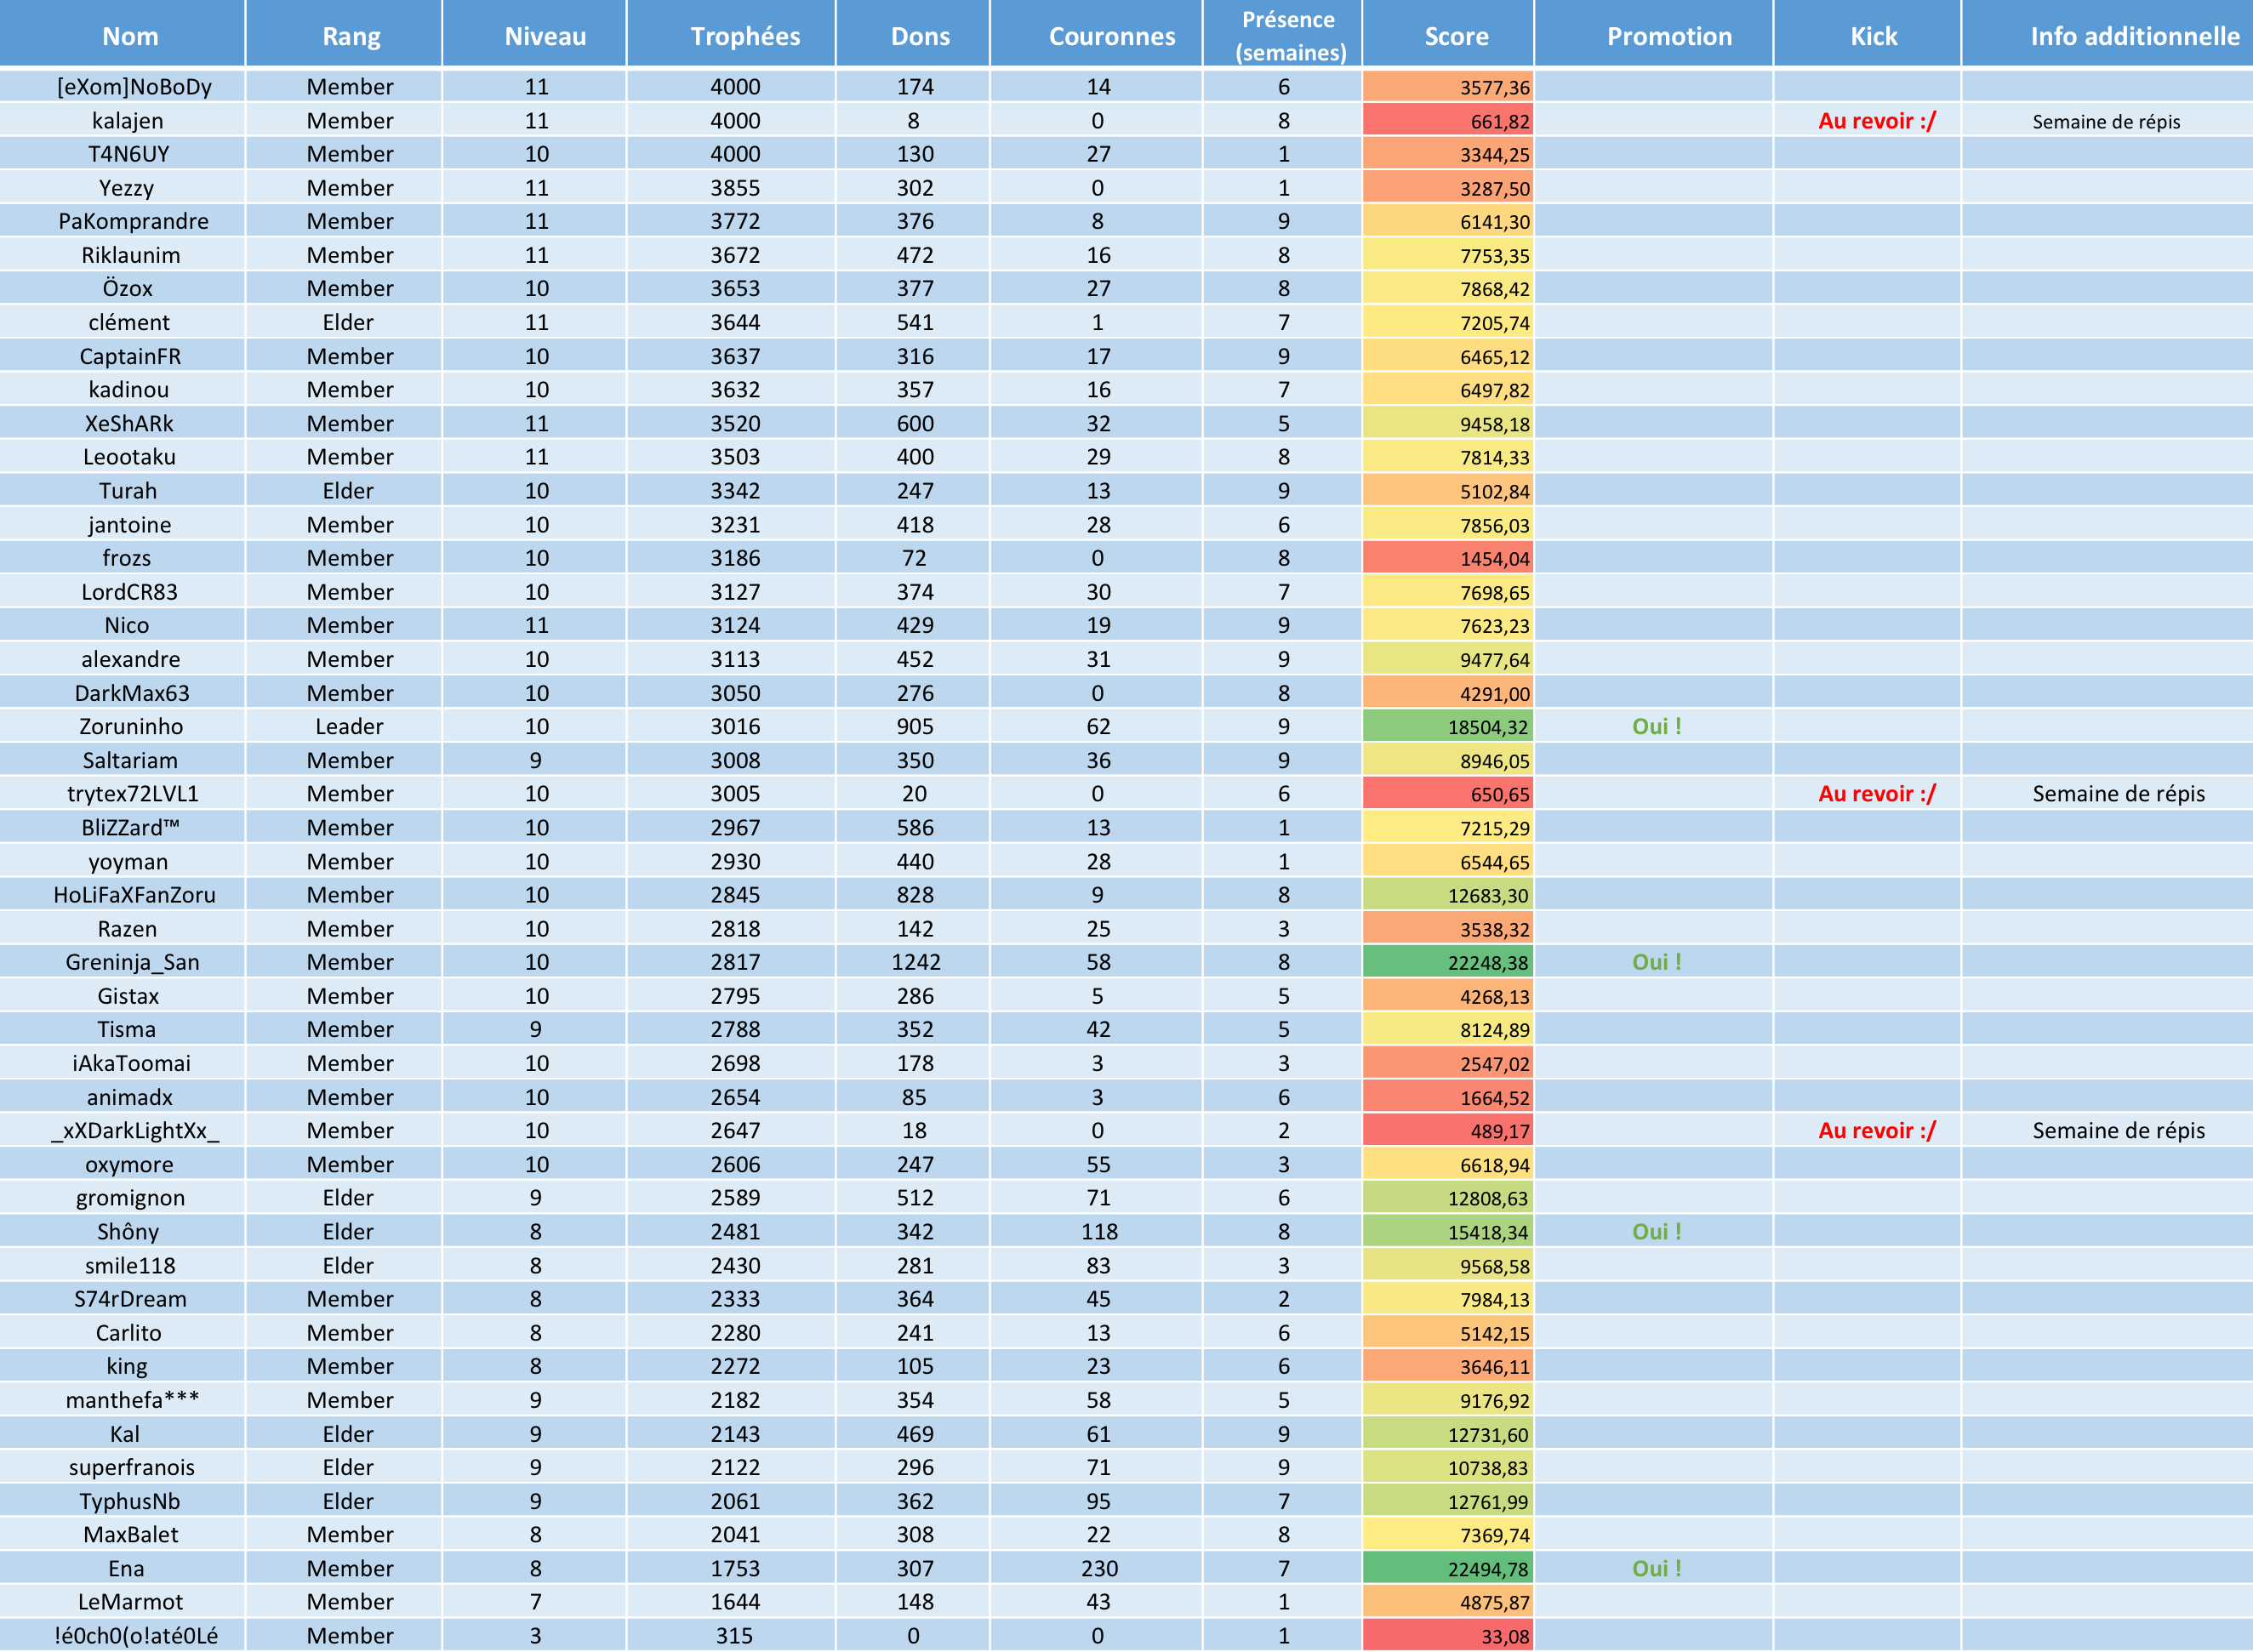 Nom Rang Niveau Trophées Dons Couronnes Présence (semaines) Score Promotion Kick Info additionnelle
[eXom]NoBoDy Member 11 4000 174 14 6 3577,36
kalajen Member 11 4000 8 0 8 661,82 Au revoir :/ Semaine de répis
T4N6UY Member 10 4000 130 27 1 3344,25
Yezzy Member 11 3855 302 0 1 3287,50
PaKomprandre Member 11 3772 376 8 9 6141,30
Riklaunim Member 11 3672 472 16 8 7753,35
Özox Member 10 3653 377 27 8 7868,42
clément Elder 11 3644 541 1 7 7205,74
CaptainFR Member 10 3637 316 17 9 6465,12
kadinou Member 10 3632 357 16 7 6497,82
XeShARk Member 11 3520 600 32 5 9458,18
Leootaku Member 11 3503 400 29 8 7814,33
Turah Elder 10 3342 247 13 9 5102,84
jantoine Member 10 3231 418 28 6 7856,03
frozs Member 10 3186 72 0 8 1454,04
LordCR83 Member 10 3127 374 30 7 7698,65
Nico Member 11 3124 429 19 9 7623,23
alexandre Member 10 3113 452 31 9 9477,64
DarkMax63 Member 10 3050 276 0 8 4291,00
Zoruninho Leader 10 3016 905 62 9 18504,32 Oui !
Saltariam Member 9 3008 350 36 9 8946,05
trytex72LVL1 Member 10 3005 20 0 6 650,65 Au revoir :/ Semaine de répis
BliZZard™ Member 10 2967 586 13 1 7215,29
yoyman Member 10 2930 440 28 1 6544,65
HoLiFaXFanZoru Member 10 2845 828 9 8 12683,30
Razen Member 10 2818 142 25 3 3538,32
Greninja_San Member 10 2817 1242 58 8 22248,38 Oui !
Gistax Member 10 2795 286 5 5 4268,13
Tisma Member 9 2788 352 42 5 8124,89
iAkaToomai Member 10 2698 178 3 3 2547,02
animadx Member 10 2654 85 3 6 1664,52
_xXDarkLightXx_ Member 10 2647 18 0 2 489,17 Au revoir :/ Semaine de répis
oxymore Member 10 2606 247 55 3 6618,94
gromignon Elder 9 2589 512 71 6 12808,63
Shôny Elder 8 2481 342 118 8 15418,34 Oui !
smile118 Elder 8 2430 281 83 3 9568,58
S74rDream Member 8 2333 364 45 2 7984,13
Carlito Member 8 2280 241 13 6 5142,15
king Member 8 2272 105 23 6 3646,11
manthefa*** Member 9 2182 354 58 5 9176,92
Kal Elder 9 2143 469 61 9 12731,60
superfranois Elder 9 2122 296 71 9 10738,83
TyphusNb Elder 9 2061 362 95 7 12761,99
MaxBalet Member 8 2041 308 22 8 7369,74
Ena Member 8 1753 307 230 7 22494,78 Oui !
LeMarmot Member 7 1644 148 43 1 4875,87
!é0ch0(o!até0Lé Member 3 315 0 0 1 33,08